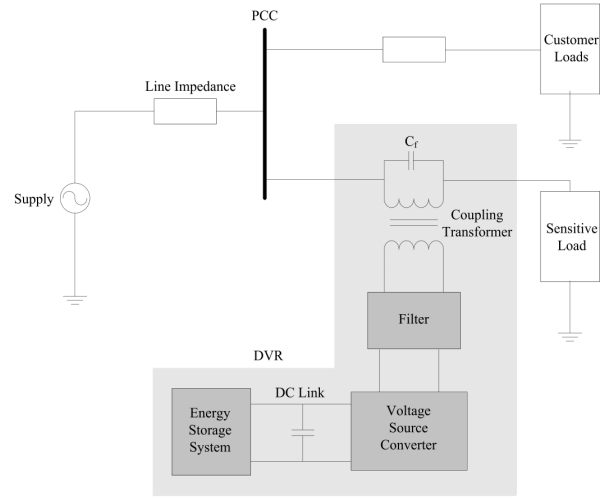 PCC
Customer
Loads
Line Impedance
Cf
Supply
Coupling
Transformer
Sensitive
Load
Filter
DVR
DC Link
Energy
Storage
System
Voltage
Source
Converter